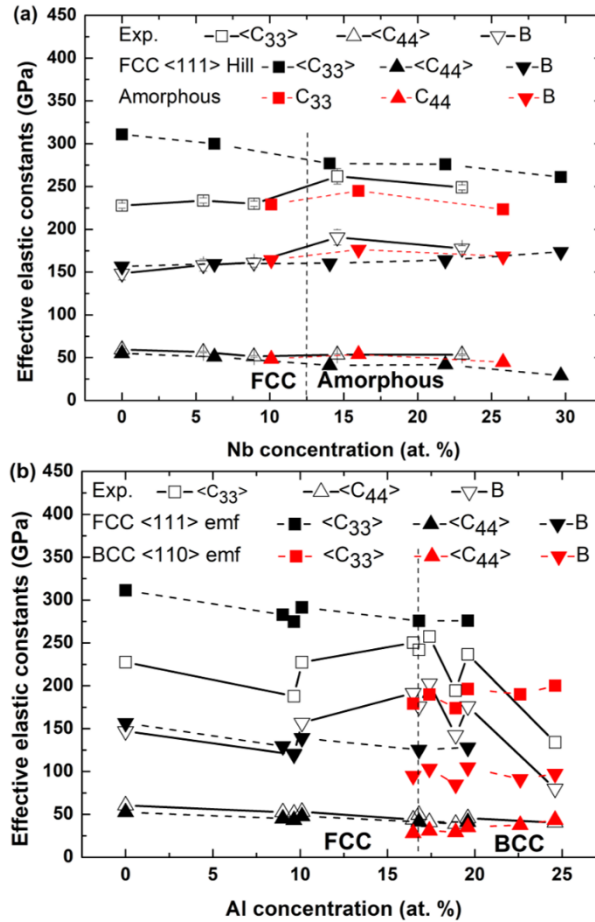 (a)
450
Exp. <C33> <C44> B
400
FCC <111> Hill <C33> <C44> B
350
Amorphous C33 C44 B
300
250
200
150
100
50
0
FCC Amorphous
0 5 10 15 20 25 30
Nb concentration (at. %)
Effective elastic constants (GPa)
(b)
450
Exp. <C33> <C44> B
400
FCC <111> emf <C33> <C44> B
350
BCC <110> emf <C33> <C44> B
300
250
200
150
100
50
0
FCC BCC
0 5 10 15 20 25
Al concentration (at. %)
Effective elastic constants (GPa)